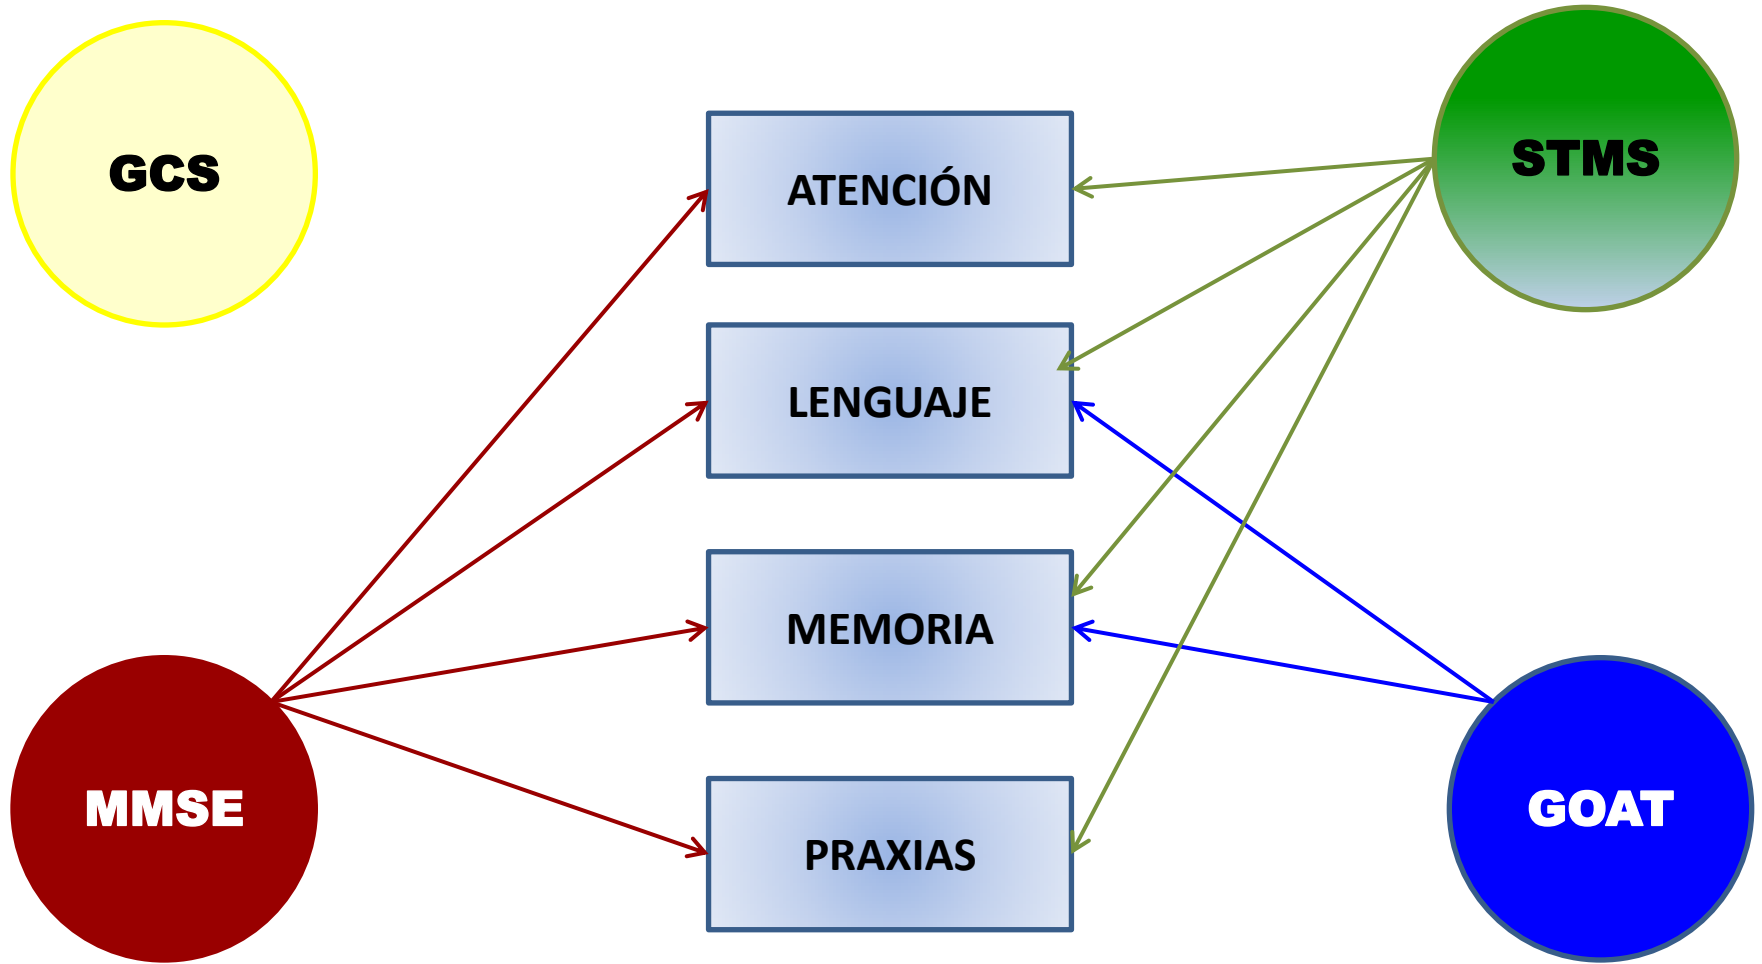 GCS
STMS
ATENCIÓN
LENGUAJE
MEMORIA
PRAXIAS
MMSE
GOAT